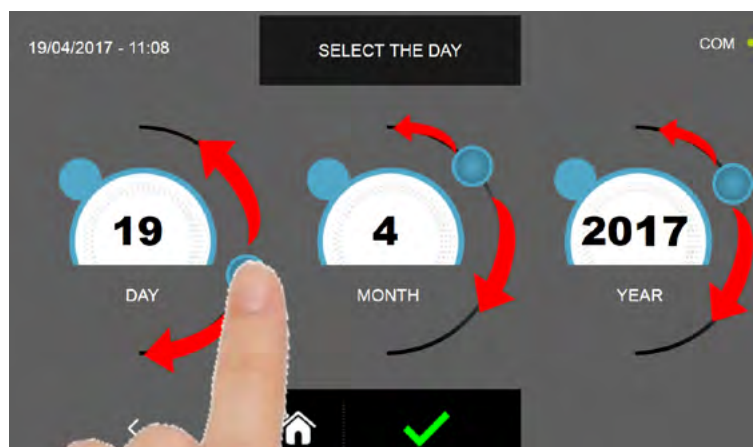 19/04/2017 - 11:08
SELECT THE DAY
COM
19
4
2017
DAY
MONTH
YEAR